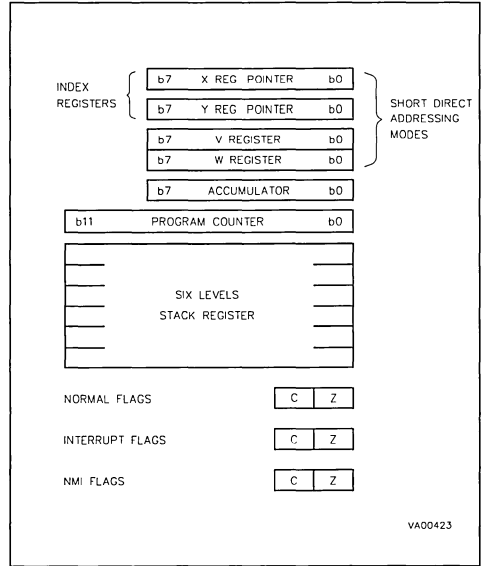 INDEX
REGISTERS
b7 X REG POINTER b0
b7 Y REG POINTER b0
b7 V REGISTER b0
b7 W REGISTER b0
SHORT DIRECT
ADDRESSING
MODES
b7 ACCUMULATOR b0
b11 PROGRAM COUNTER b0
SIX LEVELS
STACK REGISTER
NORMAL FLAGS C Z
INTERRUPT FLAGS C Z
NMI FLAGS C Z
VA00423